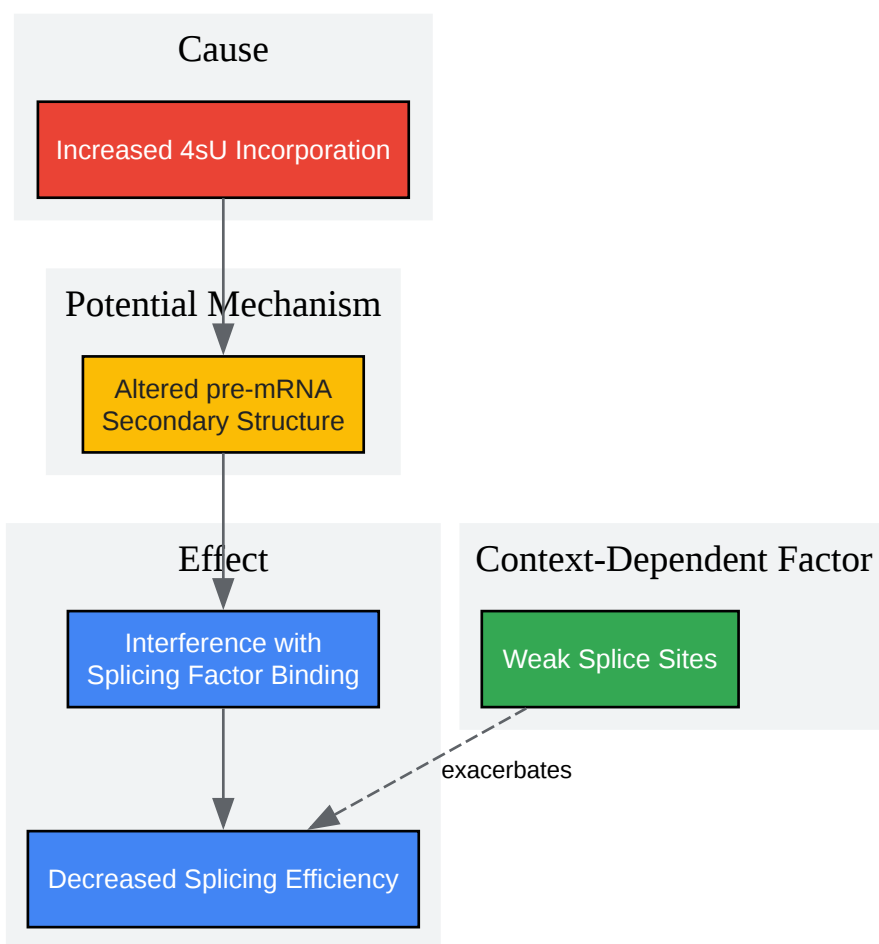 Cause
Increased 4sU Incorporation
Potential Mechanism
Altered pre-mRNA
Secondary Structure
Effect
Interference with
Splicing Factor Binding
Context-Dependent Factor
Weak Splice Sites
exacerbates
Decreased Splicing Efficiency